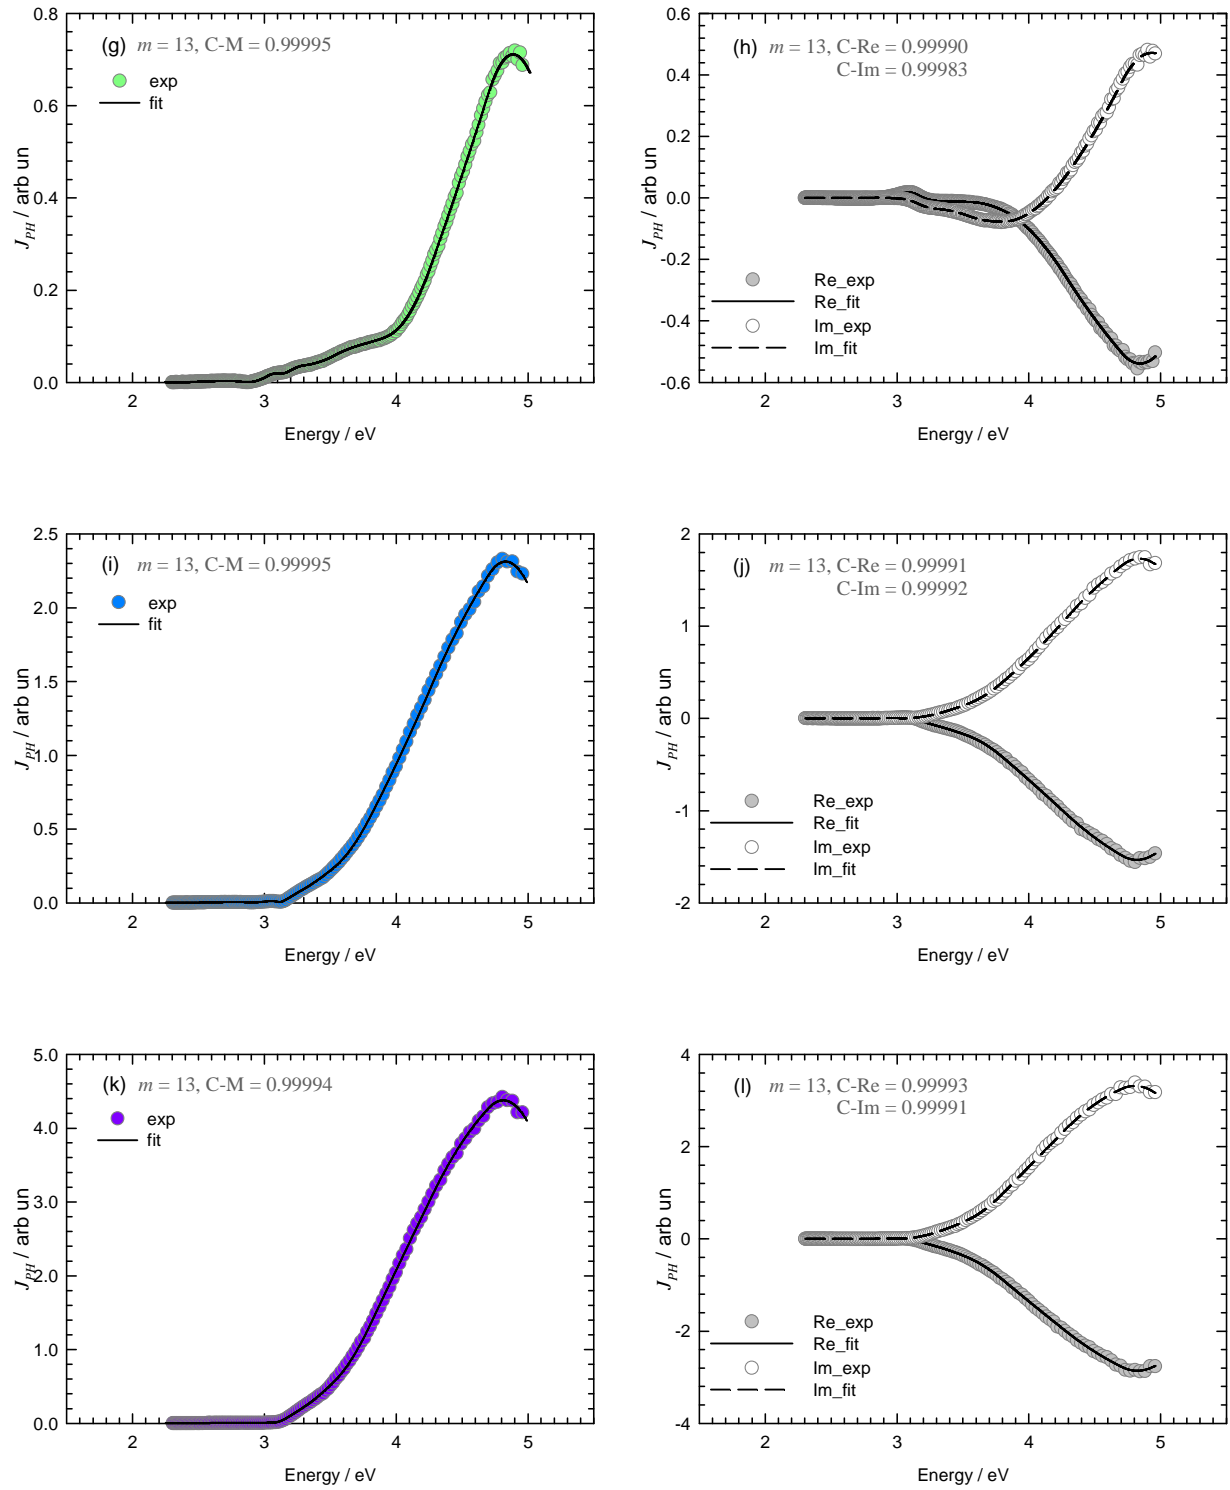 (g) m = 13, C-M = 0.99995
exp
fit
0.8
0.6
0.4
0.2
0.0
J_PH / arb un
2 3 4 5
Energy / eV
(h) m = 13, C-Re = 0.99990
C-Im = 0.99983
Re_exp
Re_fit
Im_exp
Im_fit
0.6
0.4
0.2
0.0
-0.2
-0.4
-0.6
J_PH / arb un
2 3 4 5
Energy / eV
(i) m = 13, C-M = 0.99995
exp
fit
2.5
2.0
1.5
1.0
0.5
0.0
J_PH / arb un
2 3 4 5
Energy / eV
(j) m = 13, C-Re = 0.99991
C-Im = 0.99992
Re_exp
Re_fit
Im_exp
Im_fit
2
1
0
-1
-2
J_PH / arb un
2 3 4 5
Energy / eV
(k) m = 13, C-M = 0.99994
exp
fit
5.0
4.0
3.0
2.0
1.0
0.0
J_PH / arb un
2 3 4 5
Energy / eV
(l) m = 13, C-Re = 0.99993
C-Im = 0.99991
Re_exp
Re_fit
Im_exp
Im_fit
4
2
0
-2
-4
J_PH / arb un
2 3 4 5
Energy / eV